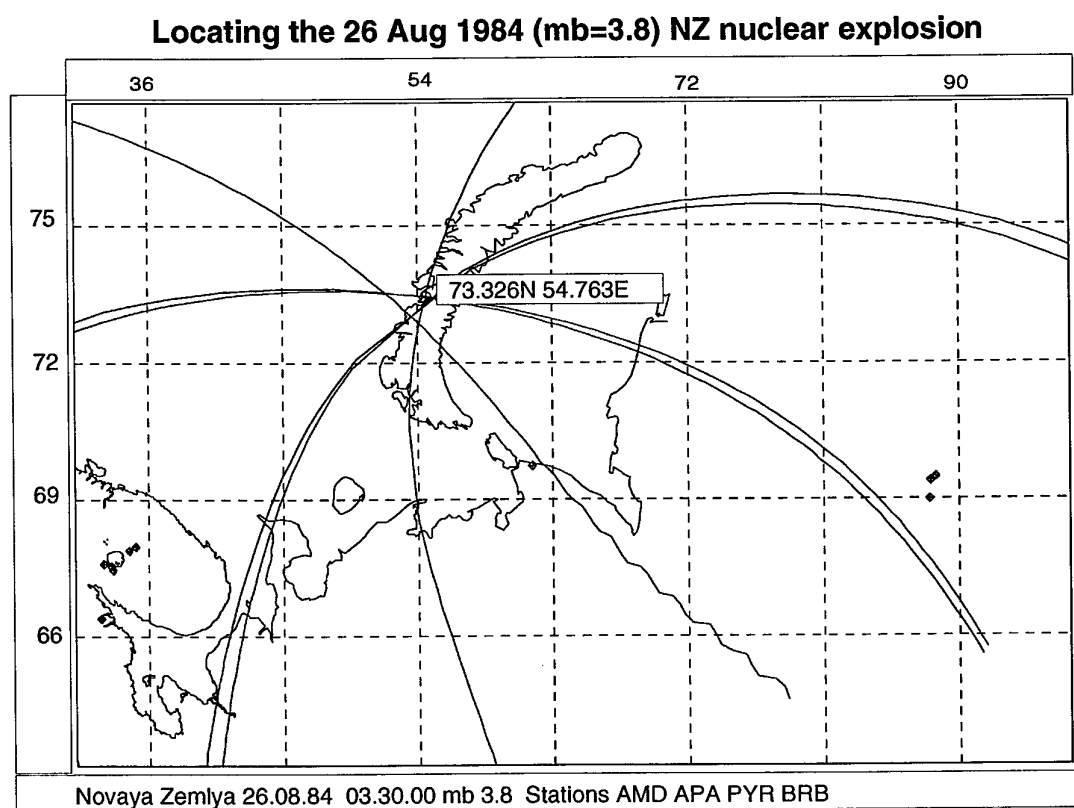 Locating the 26 Aug 1984 (mb=3.8) NZ nuclear explosion
36 54 72 90
75
73.326N 54.763E
72
69
66
Novaya Zemlya 26.08.84 03.30.00 mb 3.8 Stations AMD APA PYR BRB